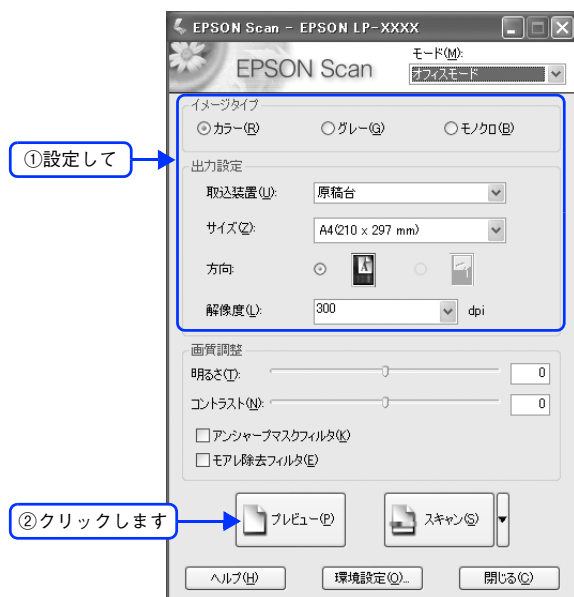 EPSON Scan - EPSON LP-XXXX
EPSON Scan
モード(M):
オフィスモード
イメージタイプ
カラー(R) グレー(G) モノクロ(B)
①設定して
出力設定
取込装置(U): 原稿台
サイズ(Z): A4(210 x 297 mm)
方向:
解像度(L): 300 dpi
画質調整
明るさ(T): 0
コントラスト(N): 0
アンシャープマスクフィルタ(K)
モアレ除去フィルタ(E)
②クリックします
プレビュー(P) スキャン(S)
ヘルプ(H) 環境設定(O)... 閉じる(C)